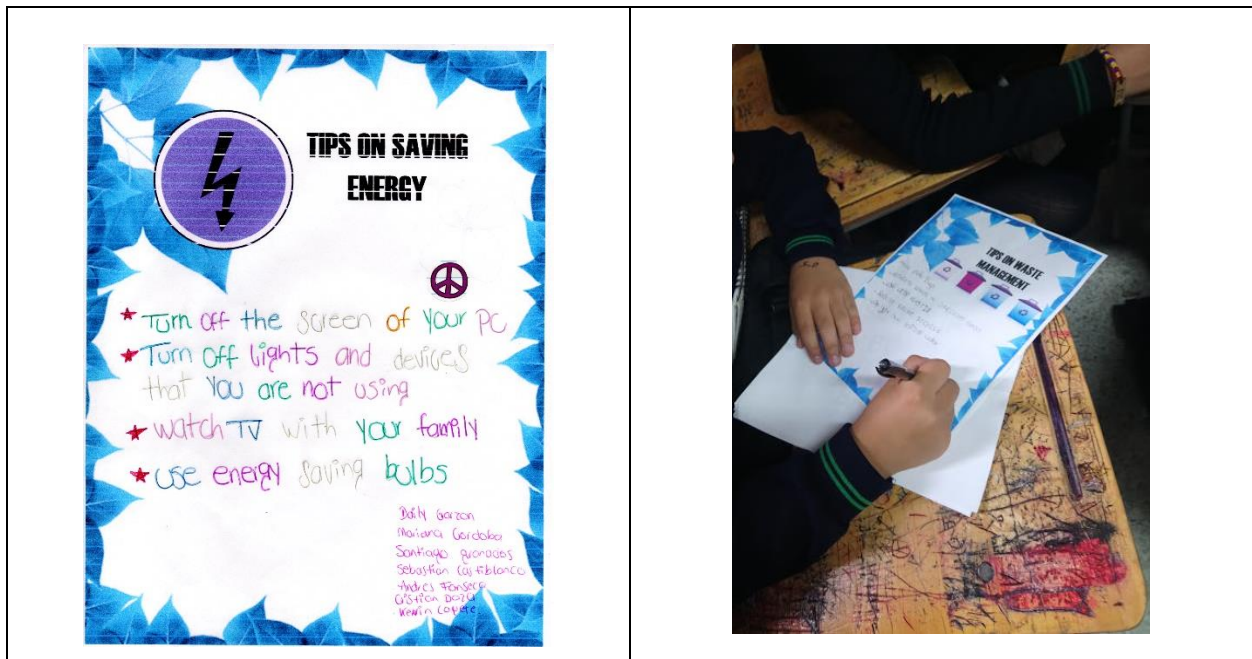 TIPS ON SAVING
ENERGY
Turn off the screen of your PC
Turn off lights and devices
that you are not using
watch TV with your family
use energy saving bulbs
Daily Garzon
Mariana Cordoba
Santiago
Sebastian Castiblanco
Andres Fonseca
TIPS ON WASTE
MANAGEMENT